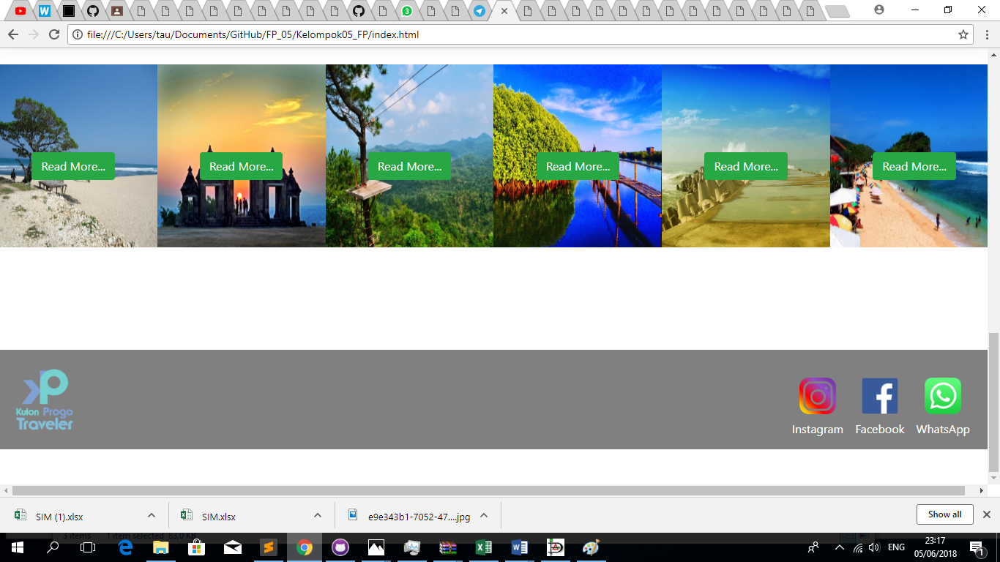 3
file:///C:/Users/tau/Documents/GitHub/FP_05/Kelompok05_FP/index.html
Read More... Read More... Read More... Read More... Read More... Read More...
Kulon Progo
Traveler
Instagram Facebook WhatsApp
SIM (1).xlsx SIM.xlsx e9e343b1-7052-47....jpg Show all
3 items 1 item selected 83,0 KB
ENG 23:17
05/06/2018 1